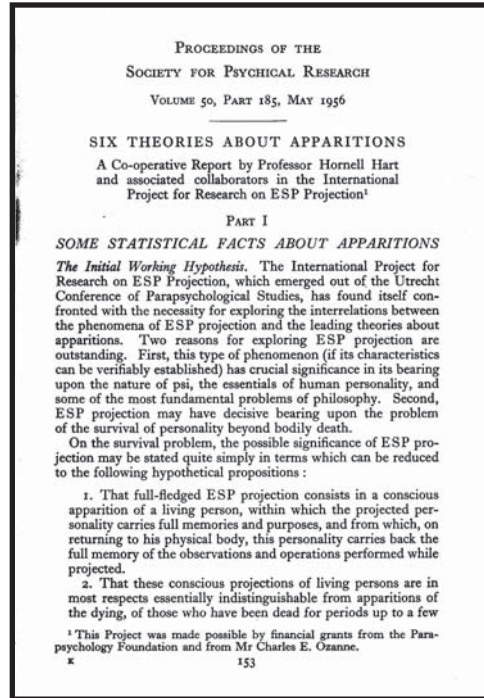 PROCEEDINGS OF THE
SOCIETY FOR PSYCHICAL RESEARCH
VOLUME 50, PART 185, MAY 1956
SIX THEORIES ABOUT APPARITIONS
A Co-operative Report by Professor Hornell Hart
and associated collaborators in the International
Project for Research on ESP Projection¹
PART I
SOME STATISTICAL FACTS ABOUT APPARITIONS
The Initial Working Hypothesis. The International Project for
Research on ESP Projection, which emerged out of the Utrecht
Conference of Parapsychological Studies, has found itself con-
fronted with the necessity for exploring the interrelations between
the phenomena of ESP projection and the leading theories about
apparitions. Two reasons for exploring ESP projection are
outstanding. First, this type of phenomenon (if its characteristics
can be verifiably established) has crucial significance in its bearing
upon the nature of psi, the essentials of human personality, and
some of the most fundamental problems of philosophy. Second,
ESP projection may have decisive bearing upon the problem
of the survival of personality beyond bodily death.
On the survival problem, the possible significance of ESP pro-
jection may be stated quite simply in terms which can be reduced
to the following hypothetical propositions :
1. That full-fledged ESP projection consists in a conscious
apparition of a living person, within which the projected per-
sonality carries full memories and purposes, and from which, on
returning to his physical body, this personality carries back the
full memory of the observations and operations performed while
projected.
2. That these conscious projections of living persons are in
most respects essentially indistinguishable from apparitions of
the dying, of those who have been dead for periods up to a few
¹ This Project was made possible by financial grants from the Para-
psychology Foundation and from Mr Charles E. Ozanne.
K 153